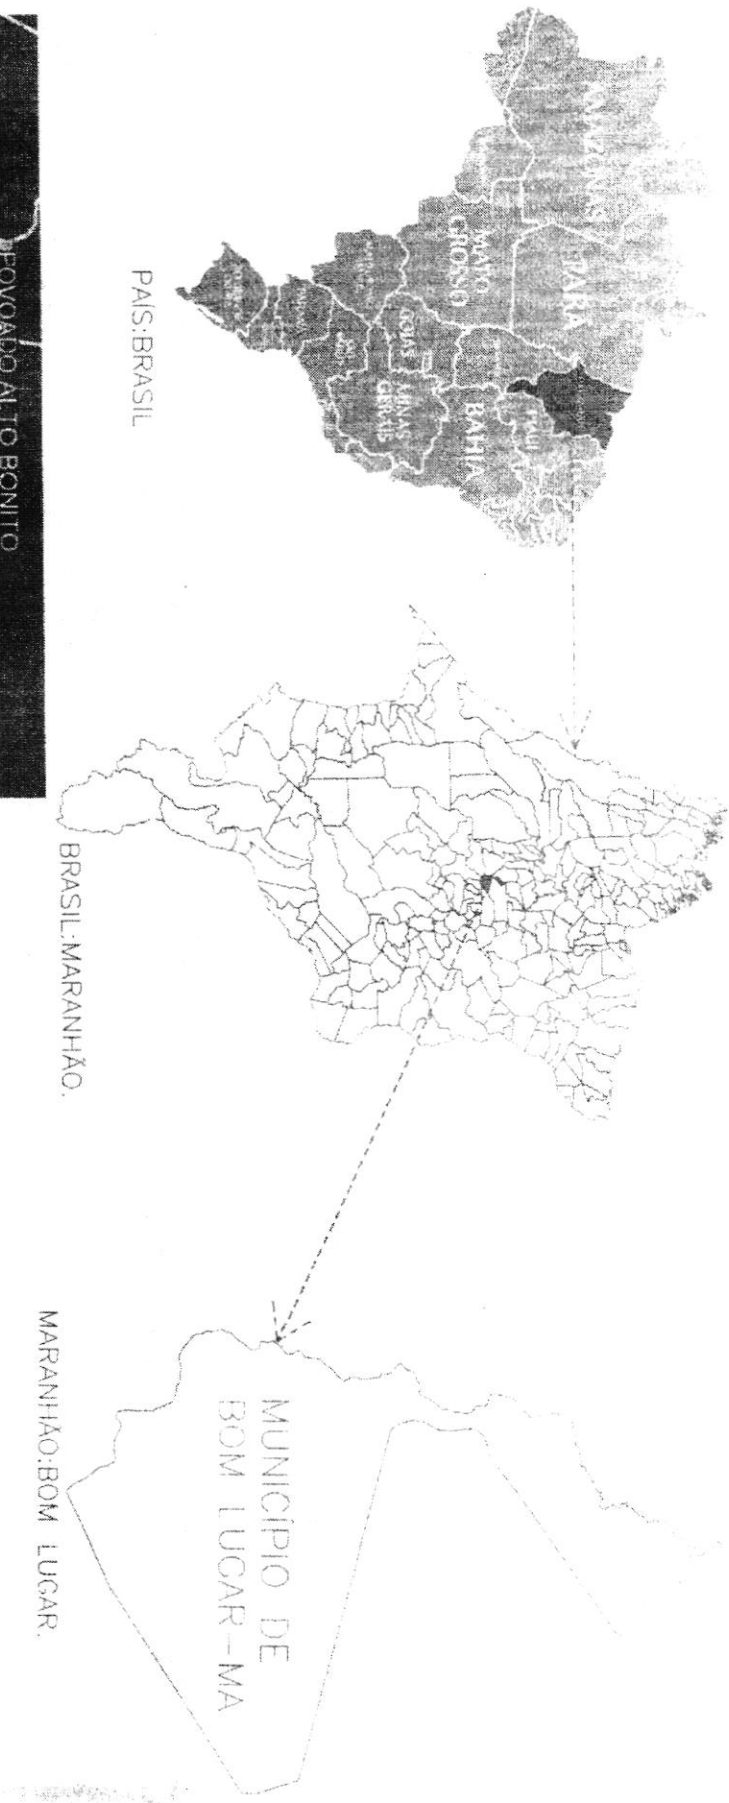 AMAZONAS
PARÁ
MATO
GROSSO
PIAUÍ
BAHIA
GOIÁS
MINAS
GERAIS
PAÍS:BRASIL
BRASIL:MARANHÃO.
MUNICÍPIO DE
BOM LUGAR-MA
MARANHÃO:BOM LUGAR.
POVOADO ALTO BONITO